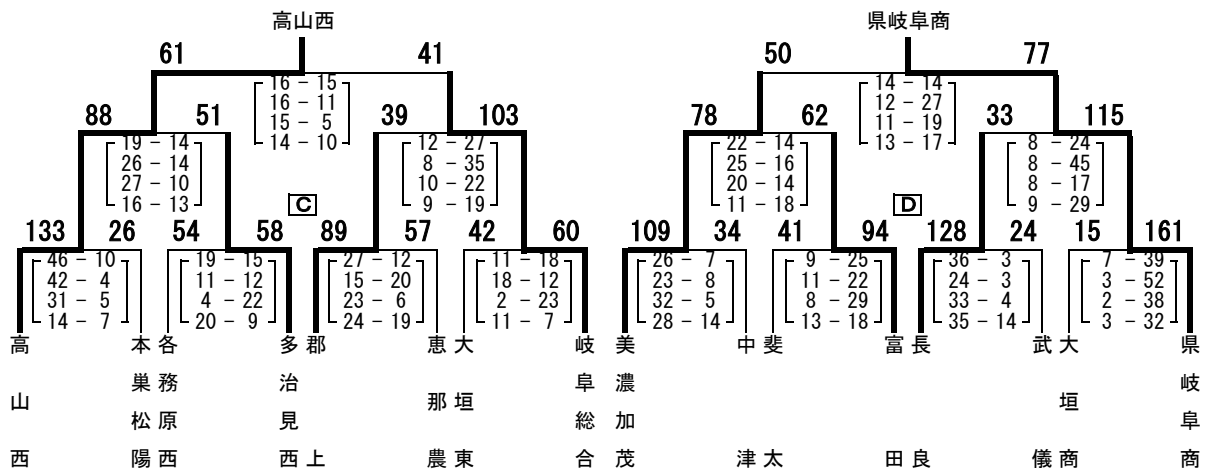 高山西 県岐阜商
61 41 50 77
16 - 15 14 - 14
16 - 11 12 - 27
15 - 5 11 - 19
14 - 10 13 - 17
88 51 39 103 78 62 33 115
19 - 14 12 - 27 22 - 14 8 - 24
26 - 14 8 - 35 25 - 16 8 - 45
27 - 10 10 - 22 20 - 14 8 - 17
16 - 13 9 - 19 11 - 18 9 - 29
C D
133 26 54 58 89 57 42 60 109 34 41 94 128 24 15 161
46 - 10 19 - 15 27 - 12 11 - 18 26 - 7 9 - 25 36 - 3 7 - 39
42 - 4 11 - 12 15 - 20 18 - 12 23 - 8 11 - 22 24 - 3 3 - 52
31 - 5 4 - 22 23 - 6 2 - 23 32 - 5 8 - 29 33 - 4 2 - 38
14 - 7 20 - 9 24 - 19 11 - 7 28 - 14 13 - 18 35 - 14 3 - 32
高山西
本巣松陽
各務原西
多治見西
郡上
恵那農
大垣東
岐阜総合
美濃加茂
中津
斐太
富田
長良
武儀
大垣商
県岐阜商